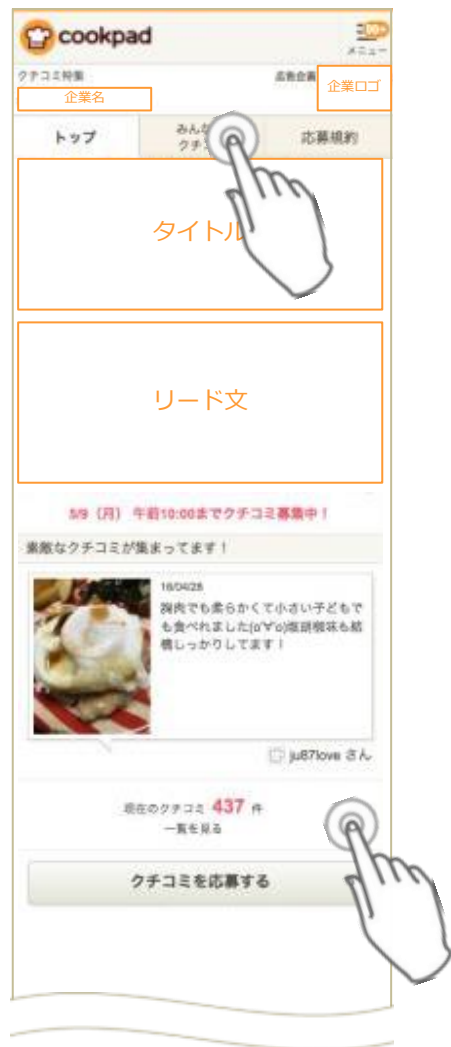 cookpad
メニュー
クチコミ特集
広告企画
企業名
企業ロゴ
トップ
みん
クチ
応募規約
タイトル
リード文
5/9（月） 午前10:00までクチコミ募集中！
素敵なクチコミが集まってます！
16/04/28
胸肉でも柔らかくて小さい子どもで
も食べれました(o'∀'o)塩胡椒味も結
構しっかりしてます！
ju87love さん
現在のクチコミ 437 件
一覧を見る
クチコミを応募する